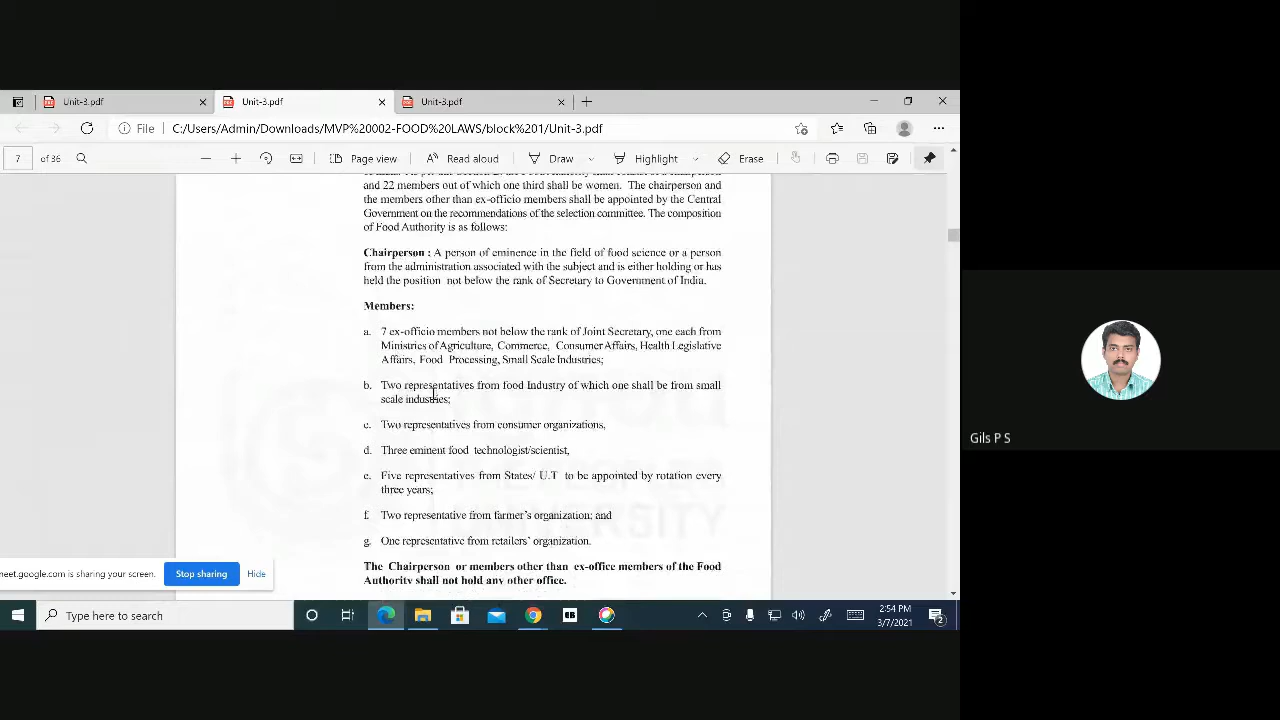 Unit-3.pdf
Unit-3.pdf
Unit-3.pdf
File
C:/Users/Admin/Downloads/MVP%20002-FOOD%20LAWS/block%201/Unit-3.pdf
7 of 36
Page view
Read aloud
Draw
Highlight
Erase
and 22 members out of which one third shall be women. The chairperson and
the members other than ex-officio members shall be appointed by the Central
Government on the recommendations of the selection committee. The composition
of Food Authority is as follows:
Chairperson : A person of eminence in the field of food science or a person
from the administration associated with the subject and is either holding or has
held the position not below the rank of Secretary to Government of India.
Members:
a. 7 ex-officio members not below the rank of Joint Secretary, one each from
Ministries of Agriculture, Commerce, Consumer Affairs, Health Legislative
Affairs, Food Processing, Small Scale Industries;
b. Two representatives from food Industry of which one shall be from small
scale industries;
c. Two representatives from consumer organizations,
d. Three eminent food technologist/scientist,
e. Five representatives from States/ U.T to be appointed by rotation every
three years;
f. Two representative from farmer's organization; and
g. One representative from retailers' organization.
The Chairperson or members other than ex-office members of the Food
Authority shall not hold any other office.
UNIVERSITY
meet.google.com is sharing your screen.
Stop sharing
Hide
Type here to search
2:54 PM
3/7/2021
2
Gils P S